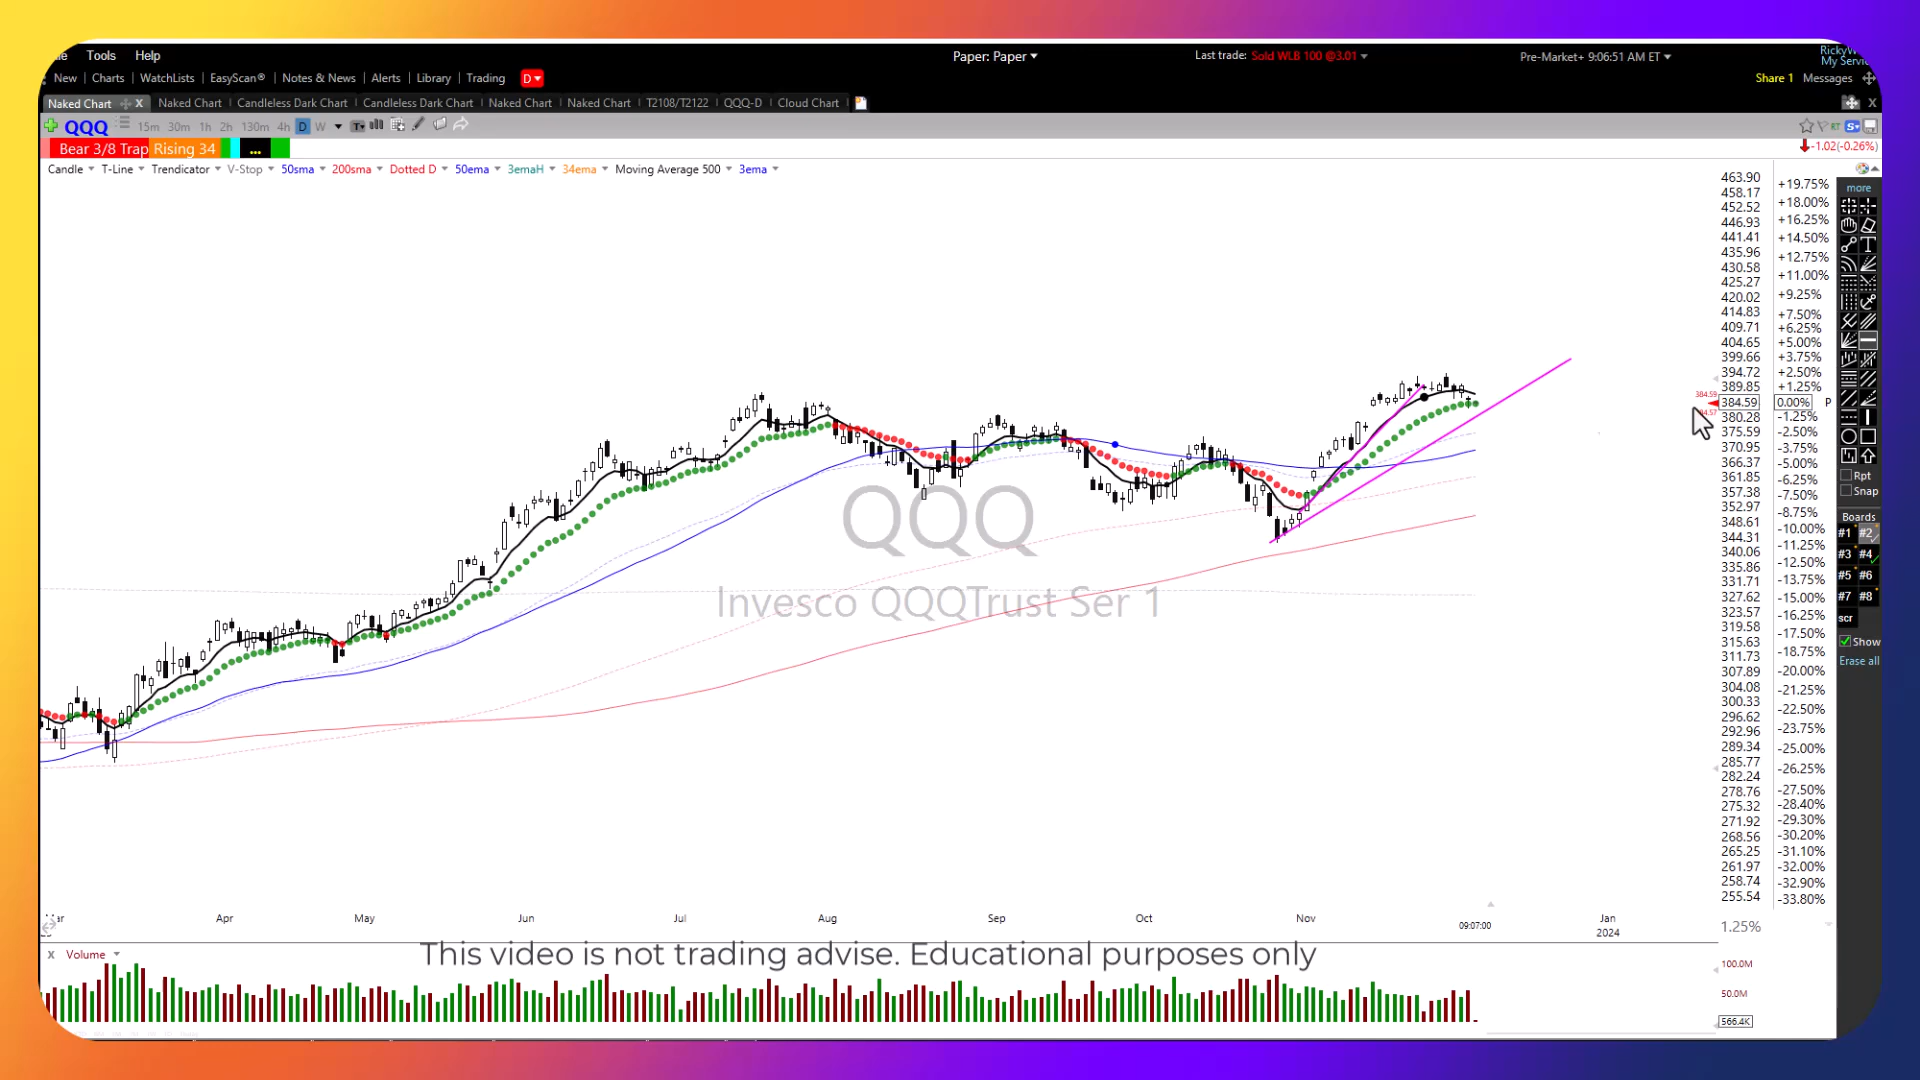 Tools Help Paper: Paper Last trade: Sold WLB 100 @3.01 Pre-Market+ 9:06:51 AM ET
New Charts WatchLists EasyScan® Notes & News Alerts Library Trading D Share 1 Messages
Naked Chart X Naked Chart Candleless Dark Chart Candleless Dark Chart Naked Chart Naked Chart T2108/T2122 QQQ-D Cloud Chart X
QQQ 15m 30m 1h 2h 130m 4h D W
Bear 3/8 Trap Rising 34 ... -1.02(-0.26%)
Candle T-Line Trendicator V-Stop 50sma 200sma Dotted D 50ema 3emaH 34ema Moving Average 500 3ema
more
463.90
458.17 +19.75%
452.52 +18.00%
446.93 +16.25%
441.41 +14.50%
435.96
430.58 +12.75%
425.27 +11.00%
420.02 +9.25%
414.83 +7.50%
409.71 +6.25%
404.65 +5.00%
399.66 +3.75%
394.72 +2.50%
389.85 +1.25%
384.59 384.59 0.00% P
380.28 -1.25%
375.59 -2.50%
370.95 -3.75%
366.37 -5.00%
361.85 -6.25%
357.38 -7.50%
352.97 -8.75%
348.61 -10.00%
344.31 -11.25%
340.06 -12.50%
335.86 -13.75%
331.71 -15.00%
327.62 -16.25%
323.57 -17.50%
319.58 -18.75%
315.63 -20.00%
311.73 -21.25%
307.89 -22.50%
304.08 -23.75%
300.33 -25.00%
296.62 -26.25%
292.96 -27.50%
289.34 -28.40%
285.77 -29.30%
282.24 -30.20%
278.76 -31.10%
275.32 -32.00%
271.92 -32.90%
268.56 -33.80%
265.25
261.97
258.74
255.54
Rpt
Snap
Boards
#1 #2
#3 #4
#5 #6
#7 #8
scr
Show
Erase all
QQQ
Invesco QQQTrust Ser 1
Apr May Jun Jul Aug Sep Oct Nov 09:07:00 Jan
2024
1.25%
X Volume
This video is not trading advise. Educational purposes only
100.0M
50.0M
566.4K